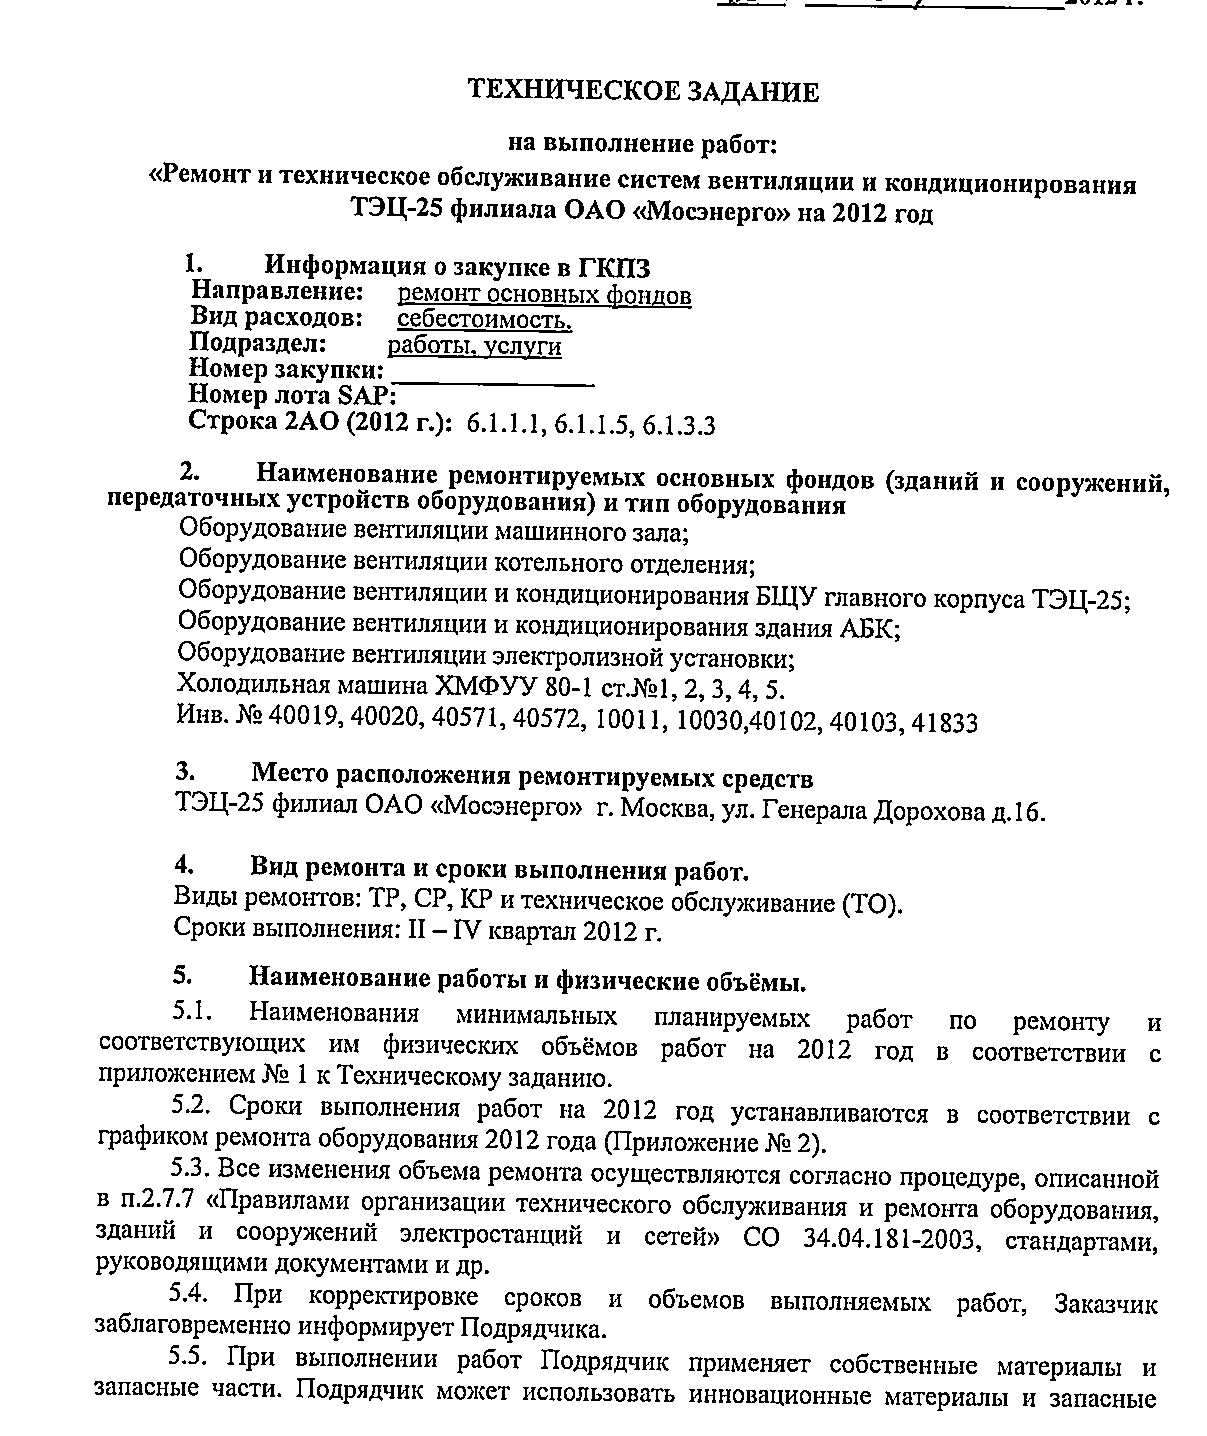 2012 г.
ТЕХНИЧЕСКОЕ ЗАДАНИЕ
на выполнение работ:
«Ремонт и техническое обслуживание систем вентиляции и кондиционирования
ТЭЦ-25 филиала ОАО «Мосэнерго» на 2012 год
1. Информация о закупке в ГКПЗ
Направление: ремонт основных фондов
Вид расходов: себестоимость.
Подраздел: работы, услуги
Номер закупки:
Номер лота SAP:
Строка 2АО (2012 г.): 6.1.1.1, 6.1.1.5, 6.1.3.3
2. Наименование ремонтируемых основных фондов (зданий и сооружений,
передаточных устройств оборудования) и тип оборудования
Оборудование вентиляции машинного зала;
Оборудование вентиляции котельного отделения;
Оборудование вентиляции и кондиционирования БЩУ главного корпуса ТЭЦ-25;
Оборудование вентиляции и кондиционирования здания АБК;
Оборудование вентиляции электролизной установки;
Холодильная машина ХМФУУ 80-1 ст.№1, 2, 3, 4, 5.
Инв. № 40019, 40020, 40571, 40572, 10011, 10030,40102, 40103, 41833
3. Место расположения ремонтируемых средств
ТЭЦ-25 филиал ОАО «Мосэнерго» г. Москва, ул. Генерала Дорохова д.16.
4. Вид ремонта и сроки выполнения работ.
Виды ремонтов: ТР, СР, КР и техническое обслуживание (ТО).
Сроки выполнения: II – IV квартал 2012 г.
5. Наименование работы и физические объёмы.
5.1. Наименования минимальных планируемых работ по ремонту и
соответствующих им физических объёмов работ на 2012 год в соответствии с
приложением № 1 к Техническому заданию.
5.2. Сроки выполнения работ на 2012 год устанавливаются в соответствии с
графиком ремонта оборудования 2012 года (Приложение № 2).
5.3. Все изменения объема ремонта осуществляются согласно процедуре, описанной
в п.2.7.7 «Правилами организации технического обслуживания и ремонта оборудования,
зданий и сооружений электростанций и сетей» СО 34.04.181-2003, стандартами,
руководящими документами и др.
5.4. При корректировке сроков и объемов выполняемых работ, Заказчик
заблаговременно информирует Подрядчика.
5.5. При выполнении работ Подрядчик применяет собственные материалы и
запасные части. Подрядчик может использовать инновационные материалы и запасные